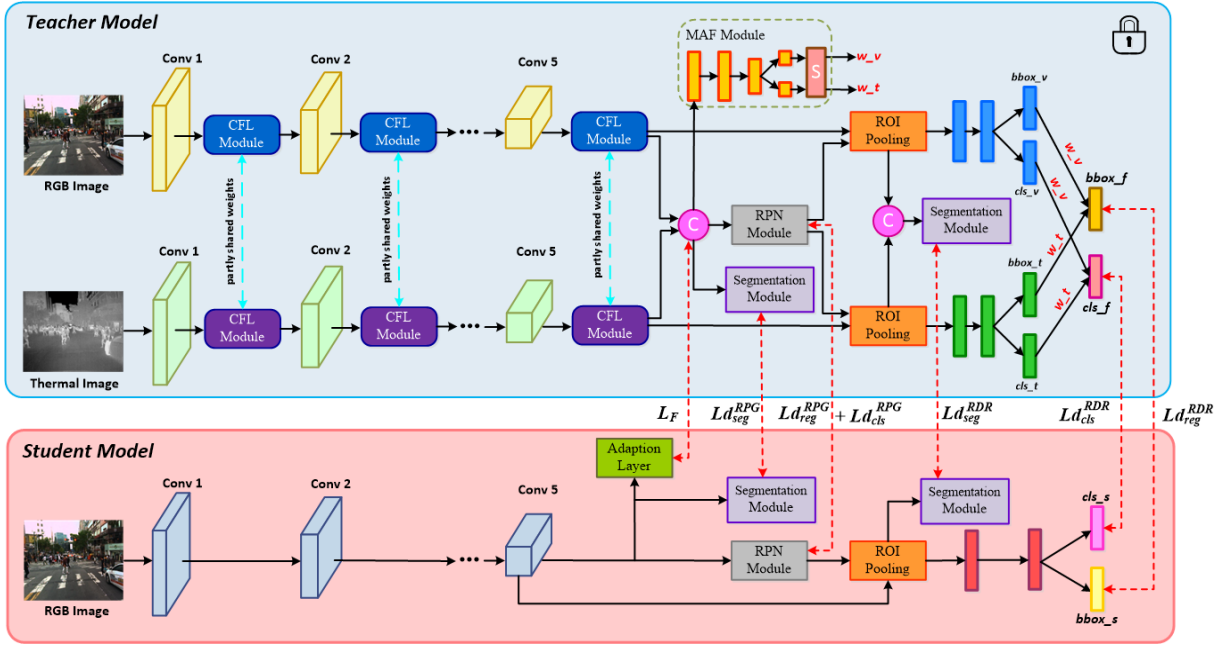 Teacher Model
MAF Module
S
w_v
w_t
Conv 1
Conv 2
Conv 5
RGB Image
CFL
Module
CFL
Module
CFL
Module
ROI
Pooling
bbox_v
cls_v
w_v
w_v
bbox_f
partly shared weights
partly shared weights
partly shared weights
C
RPN
Module
C
Segmentation
Module
Segmentation
Module
Conv 1
Conv 2
Conv 5
Thermal Image
CFL
Module
CFL
Module
CFL
Module
ROI
Pooling
bbox_t
cls_t
w_t
w_t
cls_f
L_F
Ld_seg^RPG
Ld_reg^RPG + Ld_cls^RPG
Ld_seg^RDR
Ld_cls^RDR
Ld_reg^RDR
Student Model
Conv 1
Conv 2
Conv 5
RGB Image
Adaption
Layer
Segmentation
Module
Segmentation
Module
RPN
Module
ROI
Pooling
cls_s
bbox_s